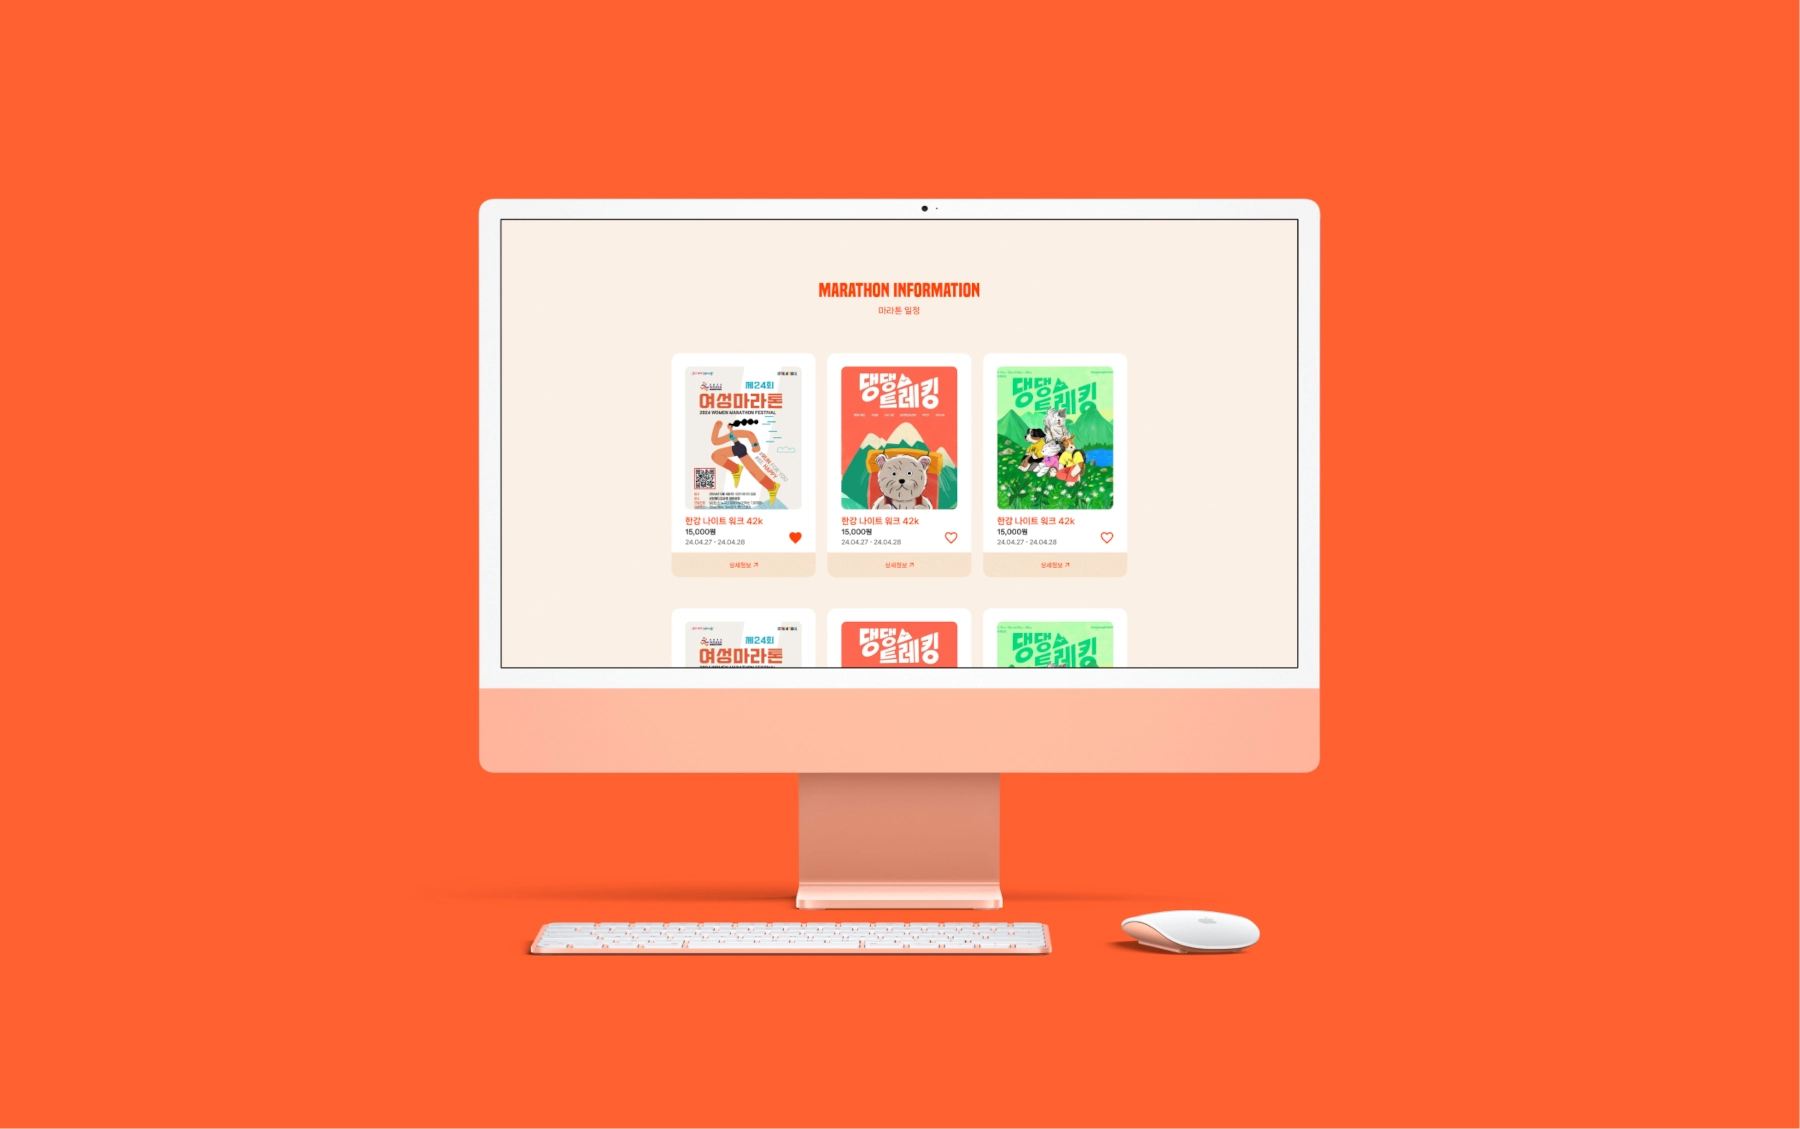 MARATHON INFORMATION
마라톤 일정
제24회
여성마라톤
2024 WOMEN MARATHON FESTIVAL
댕댕
트레킹
댕댕
트레킹
한강 나이트 워크 42k
15,000원
24.04.27 - 24.04.28
상세정보
한강 나이트 워크 42k
15,000원
24.04.27 - 24.04.28
상세정보
한강 나이트 워크 42k
15,000원
24.04.27 - 24.04.28
상세정보
제24회
여성마라톤
댕댕
트레킹
댕댕
트레킹